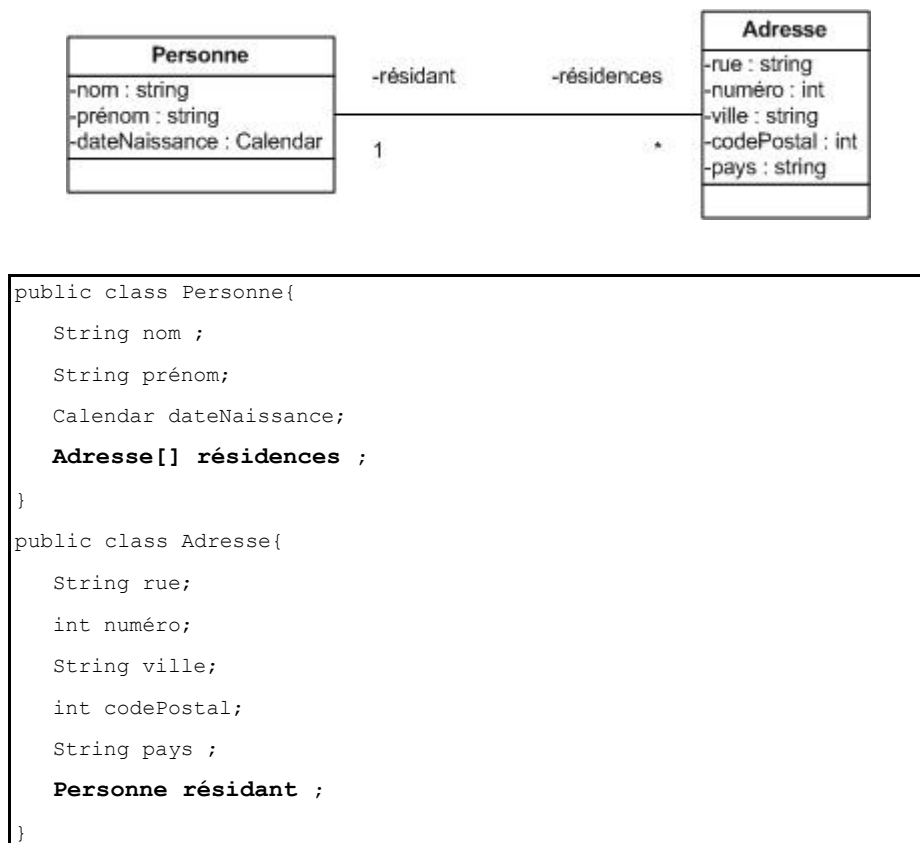 Personne
-nom : string
-prénom : string
-dateNaissance : Calendar
-résidant
-résidences
1
*
Adresse
-rue : string
-numéro : int
-ville : string
-codePostal : int
-pays : string
public class Personne{
String nom ;
String prénom;
Calendar dateNaissance;
Adresse[] résidences ;
}
public class Adresse{
String rue;
int numéro;
String ville;
int codePostal;
String pays ;
Personne résidant ;
}